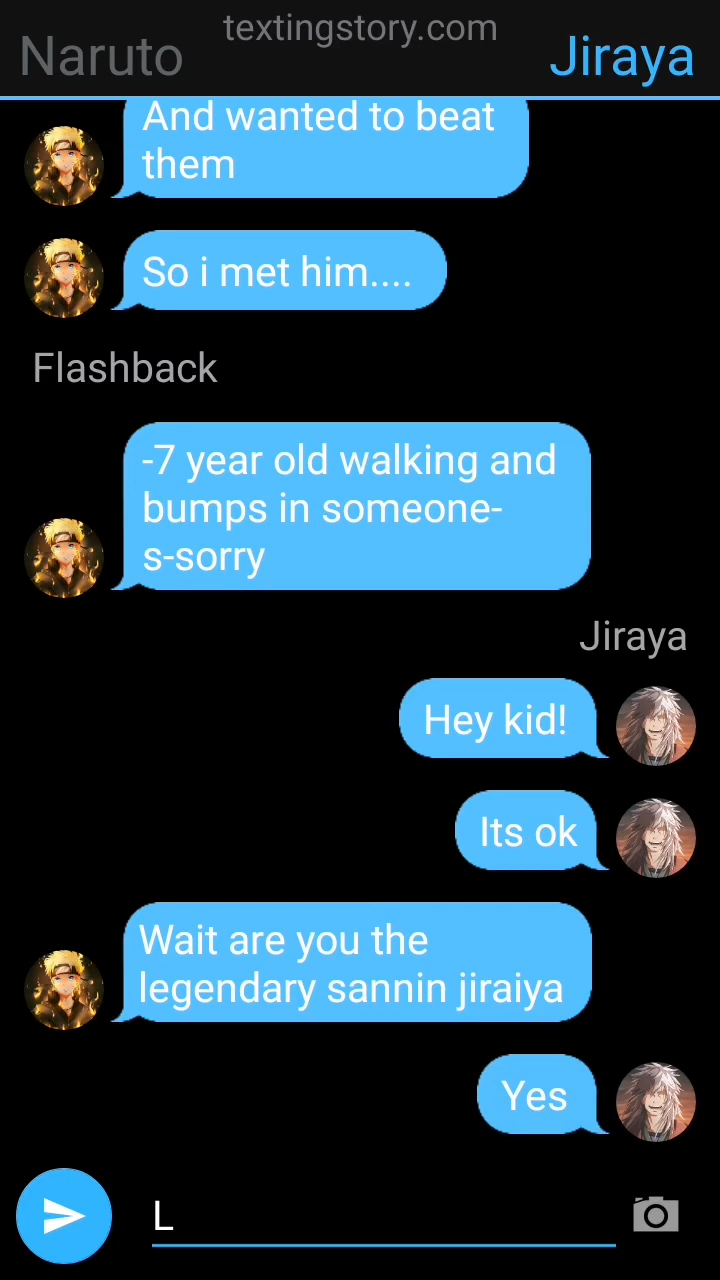 textingstory.com
Naruto
Jiraya
And wanted to beat
them
So i met him....
Flashback
-7 year old walking and
bumps in someone-
s-sorry
Jiraya
Hey kid!
Its ok
Wait are you the
legendary sannin jiraiya
Yes
L